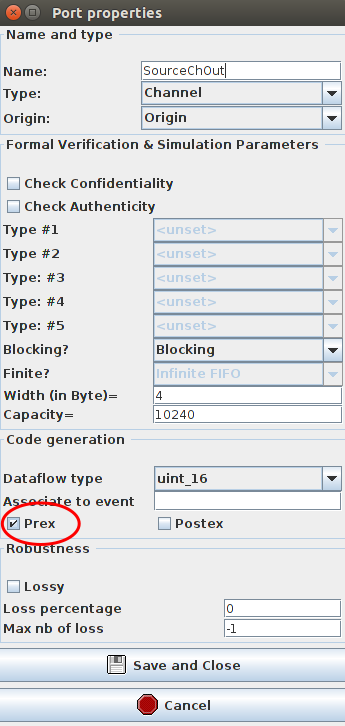 Port properties
Name and type
Name: SourceChOut
Type: Channel
Origin: Origin
Formal Verification & Simulation Parameters
Check Confidentiality
Check Authenticity
Type #1 <unset>
Type #2 <unset>
Type: #3 <unset>
Type: #4 <unset>
Type: #5 <unset>
Blocking? Blocking
Finite? Infinite FIFO
Width (in Byte)= 4
Capacity= 10240
Code generation
Dataflow type uint_16
Associate to event
Prex Postex
Robustness
Lossy
Loss percentage 0
Max nb of loss -1
Save and Close
Cancel